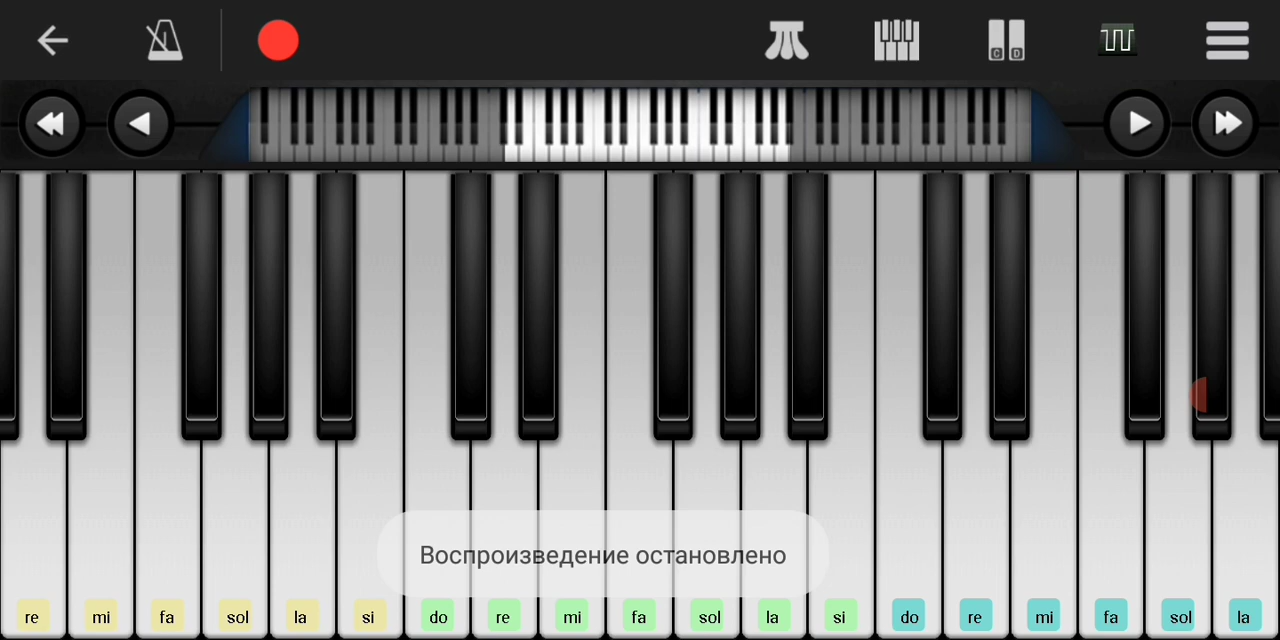 C D
Воспроизведение остановлено
re mi fa sol la si do re mi fa sol la si do re mi fa sol la